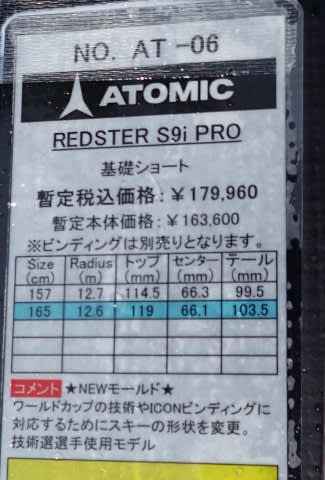 NO. AT -06
ATOMIC
REDSTER S9i PRO
基礎ショート
暫定税込価格：￥179,960
暫定本体価格：￥163,600
※ビンディングは別売りとなります。
Size (cm) Radius (m) トップ (mm) センター (mm) テール (mm)
157 12.7 114.5 66.3 99.5
165 12.6 119 66.1 103.5
コメント ★NEWモールド★
ワールドカップの技術やICONビンディングに
対応するためにスキーの形状を変更。
技術選選手使用モデル